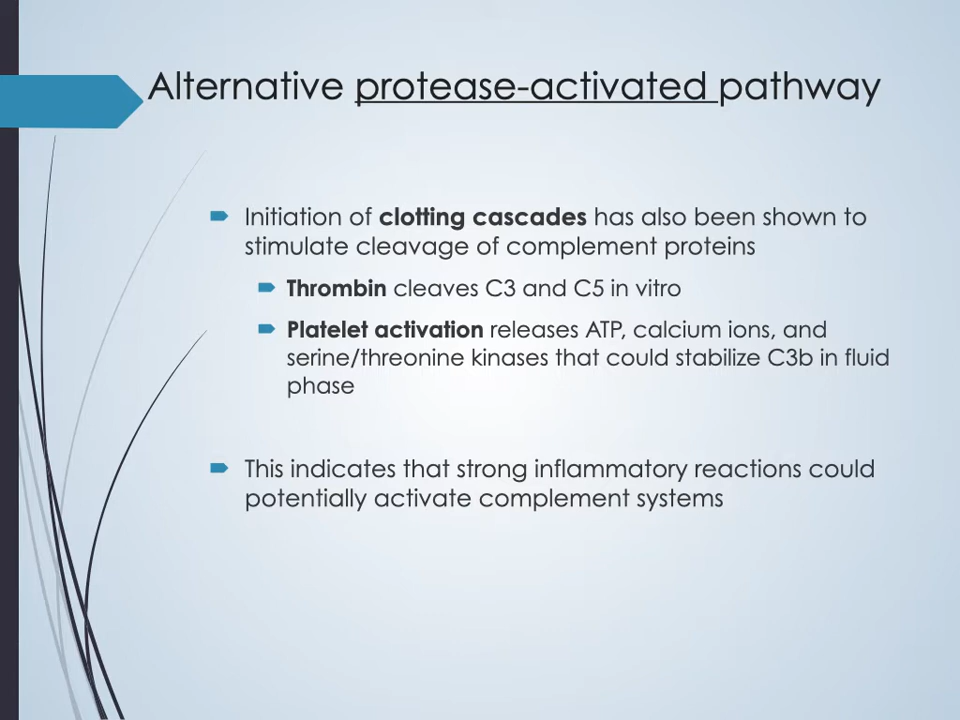 Alternative protease-activated pathway
Initiation of clotting cascades has also been shown to
stimulate cleavage of complement proteins
Thrombin cleaves C3 and C5 in vitro
Platelet activation releases ATP, calcium ions, and
serine/threonine kinases that could stabilize C3b in fluid
phase
This indicates that strong inflammatory reactions could
potentially activate complement systems